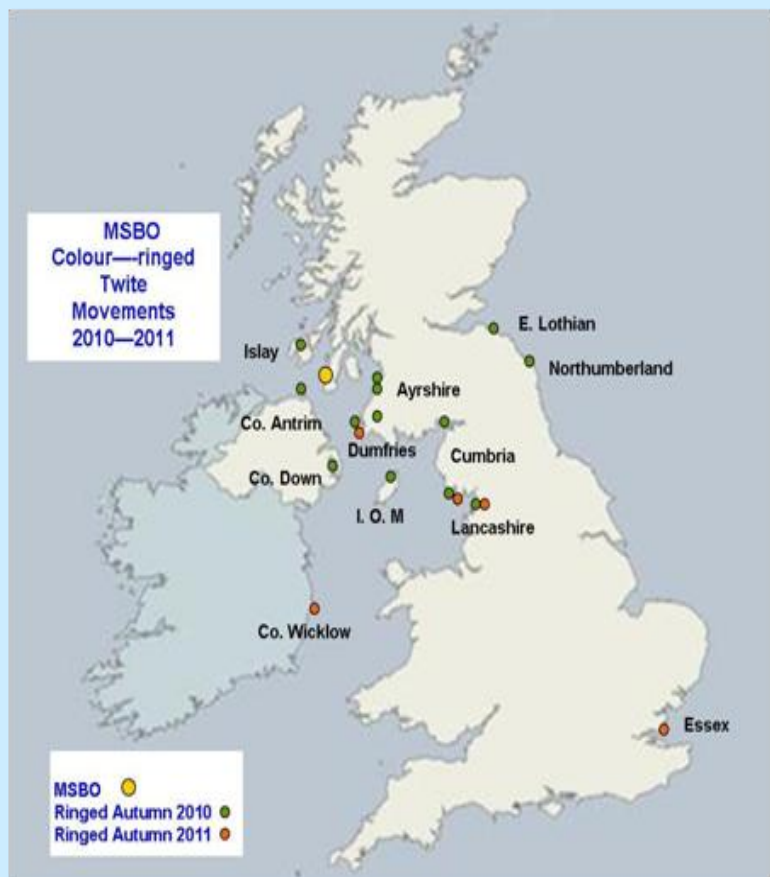 MSBO
Colour—-ringed
Twite
Movements
2010—2011
E. Lothian
Islay
Northumberland
Ayrshire
Co. Antrim
Dumfries
Cumbria
Co. Down
I. O. M
Lancashire
Co. Wicklow
Essex
MSBO
Ringed Autumn 2010
Ringed Autumn 2011